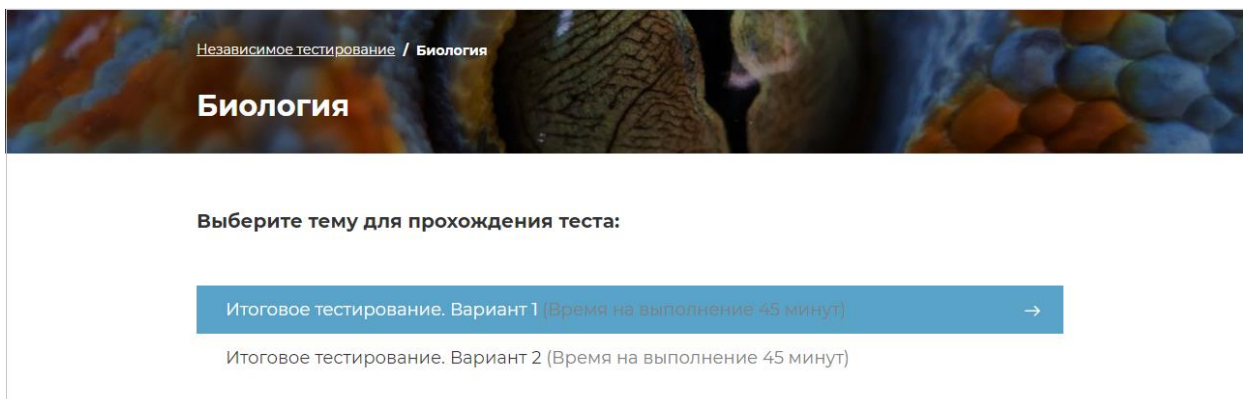 Независимое тестирование / Биология
Биология
Выберите тему для прохождения теста:
Итоговое тестирование. Вариант 1 (Время на выполнение 45 минут)
Итоговое тестирование. Вариант 2 (Время на выполнение 45 минут)